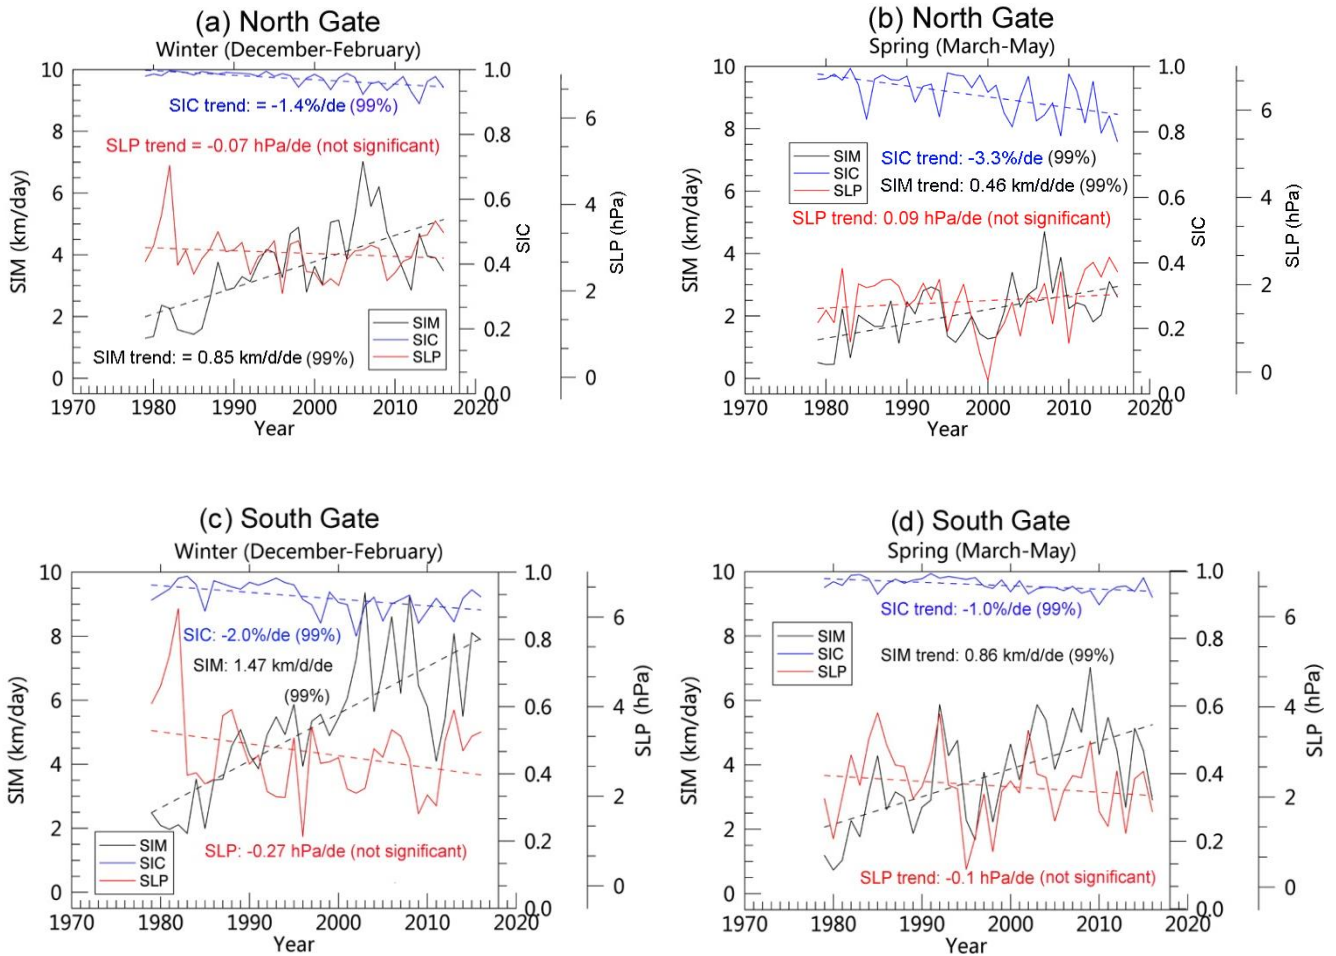 (a) North Gate
Winter (December-February)
10
8
6
4
2
0
SIM (km/day)
1.0
0.8
0.6
0.4
0.2
0.0
SIC
6
4
2
0
SLP (hPa)
SIC trend: = -1.4%/de (99%)
SLP trend = -0.07 hPa/de (not significant)
SIM
SIC
SLP
SIM trend: = 0.85 km/d/de (99%)
1970 1980 1990 2000 2010 2020
Year
(b) North Gate
Spring (March-May)
10
8
6
4
2
0
SIM (km/day)
1.0
0.8
0.6
0.4
0.2
0.0
SIC
6
4
2
0
SLP (hPa)
SIM
SIC
SLP
SIC trend: -3.3%/de (99%)
SIM trend: 0.46 km/d/de (99%)
SLP trend: 0.09 hPa/de (not significant)
1970 1980 1990 2000 2010 2020
Year
(c) South Gate
Winter (December-February)
10
8
6
4
2
0
SIM (km/day)
1.0
0.8
0.6
0.4
0.2
0.0
6
4
2
0
SLP (hPa)
SIC: -2.0%/de (99%)
SIM: 1.47 km/d/de
(99%)
SIM
SIC
SLP
SLP: -0.27 hPa/de (not significant)
1970 1980 1990 2000 2010 2020
Year
(d) South Gate
Spring (March-May)
10
8
6
4
2
0
SIM (km/day)
1.0
0.8
0.6
0.4
0.2
0.0
6
4
2
0
SLP (hPa)
SIC trend: -1.0%/de (99%)
SIM
SIC
SLP
SIM trend: 0.86 km/d/de (99%)
SLP trend: -0.1 hPa/de (not significant)
1970 1980 1990 2000 2010 2020
Year